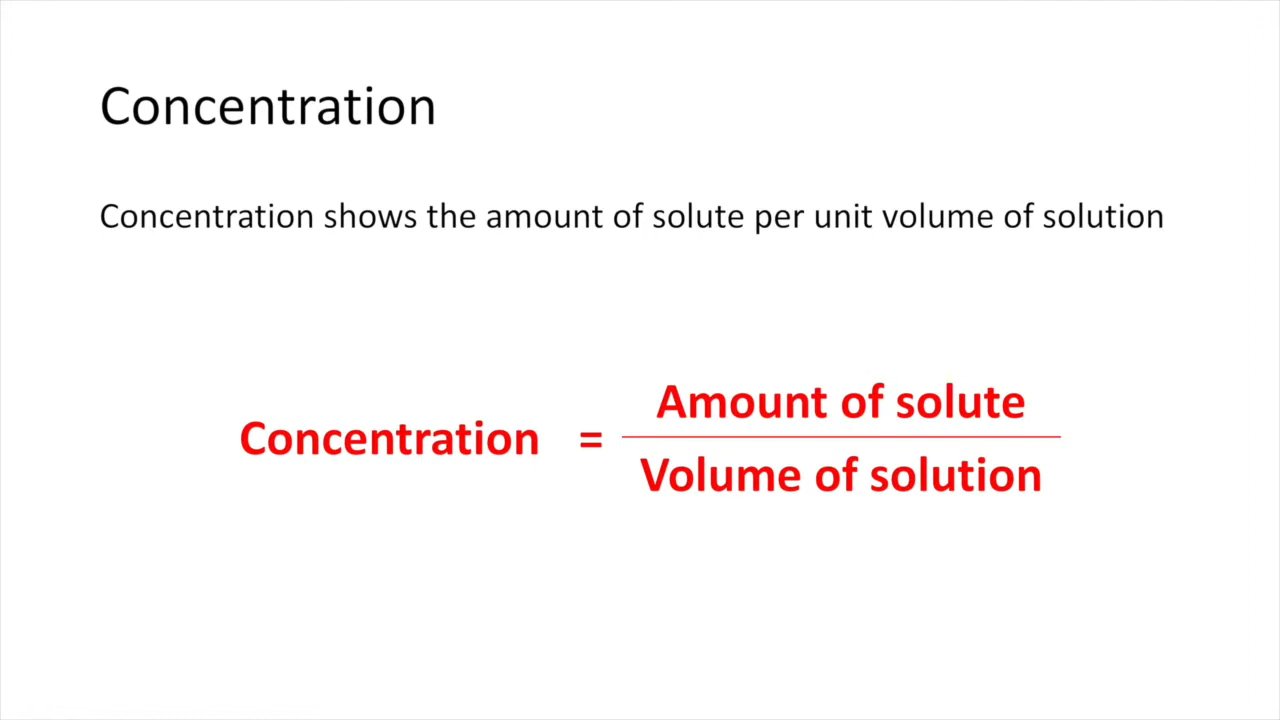 Concentration
Concentration shows the amount of solute per unit volume of solution
Amount of solute
Concentration =
Volume of solution